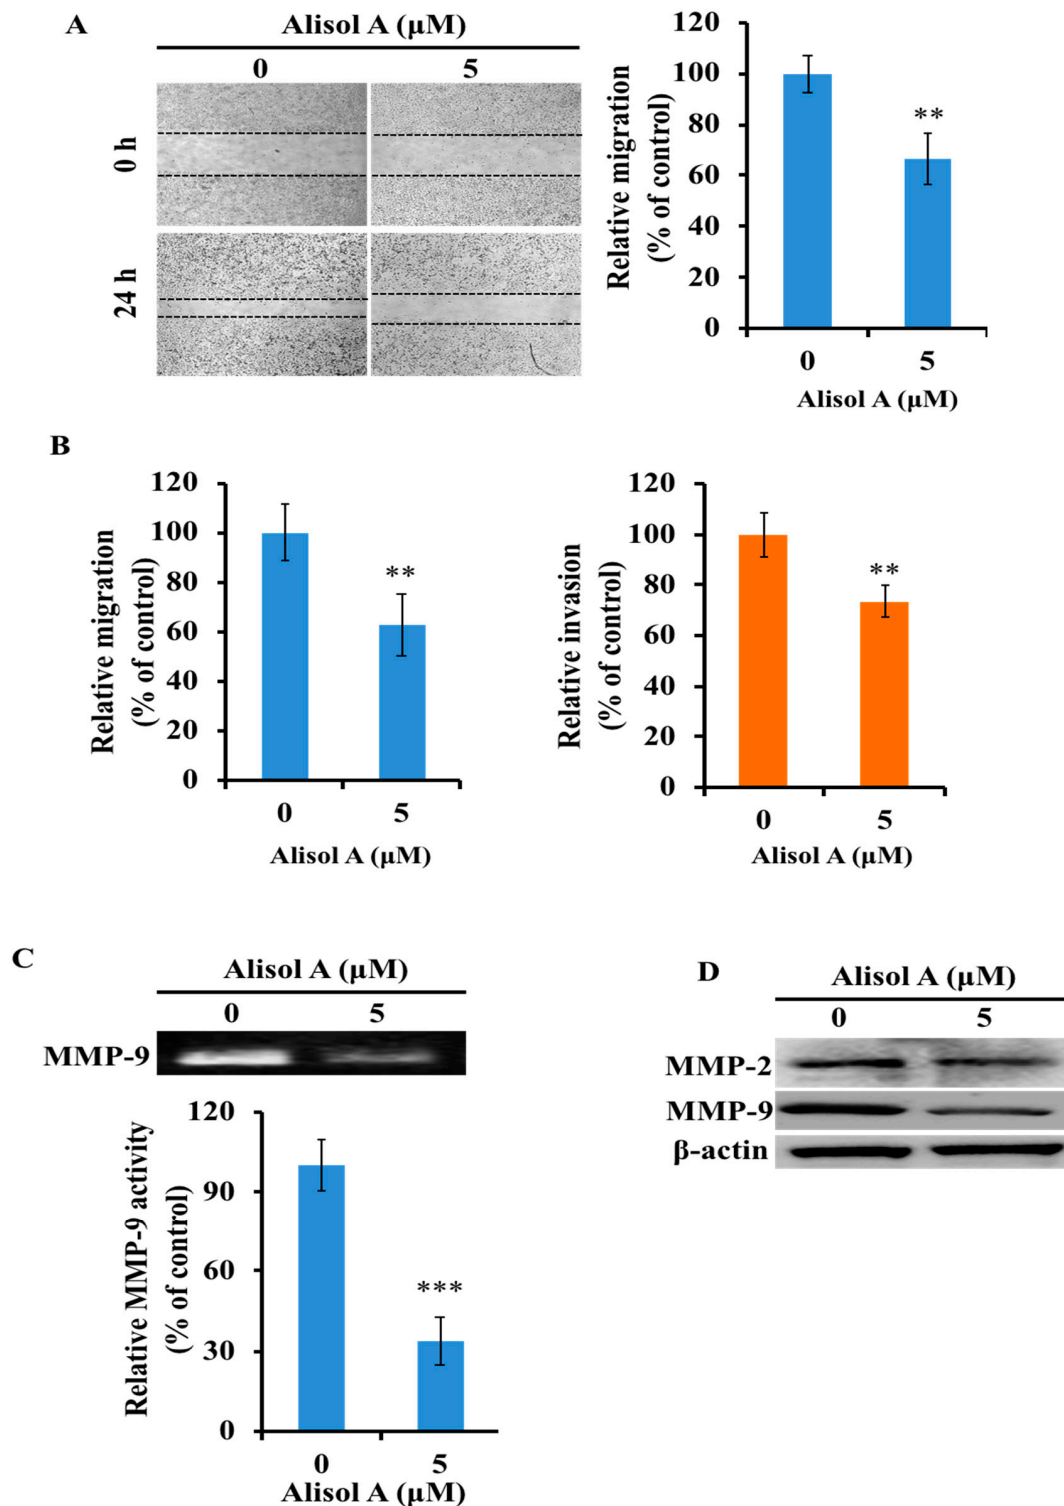 A
Alisol A (μM)
0 5
0 h
24 h
Relative migration
(% of control)
120
100
80
60
40
20
0
**
0 5
Alisol A (μM)
B
Relative migration
(% of control)
120
100
80
60
40
20
0
**
0 5
Alisol A (μM)
Relative invasion
(% of control)
120
100
80
60
40
20
0
**
0 5
Alisol A (μM)
C
Alisol A (μM)
0 5
MMP-9
Relative MMP-9 activity
(% of control)
120
90
60
30
0
***
0 5
Alisol A (μM)
D
Alisol A (μM)
0 5
MMP-2
MMP-9
β-actin